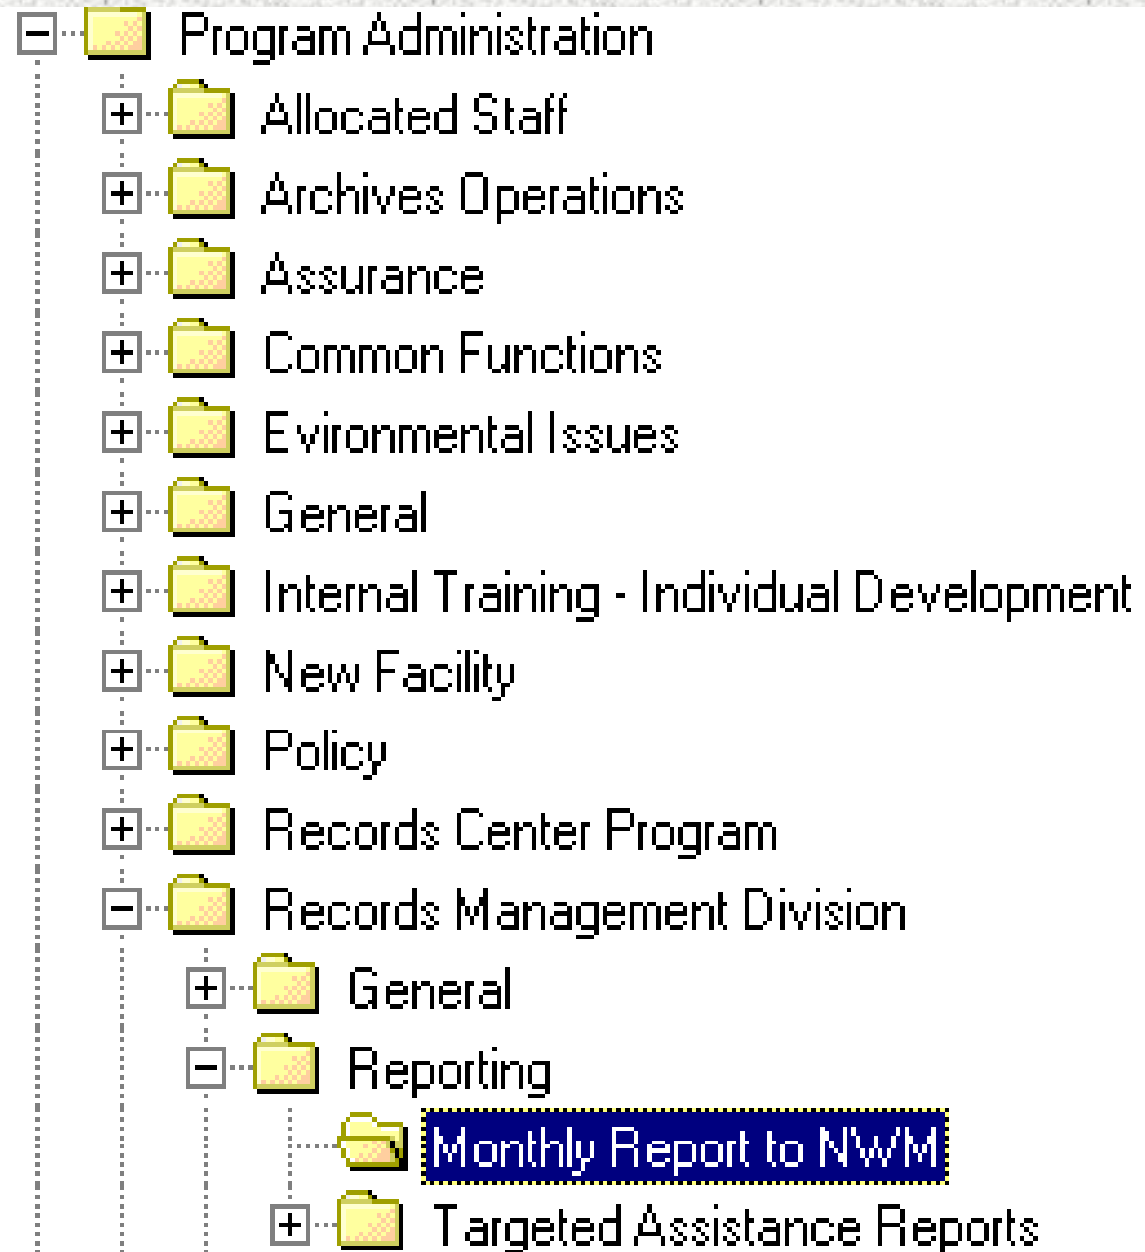 Program Administration
Allocated Staff
Archives Operations
Assurance
Common Functions
Evironmental Issues
General
Internal Training - Individual Development
New Facility
Policy
Records Center Program
Records Management Division
General
Reporting
Monthly Report to NWM
Targeted Assistance Reports